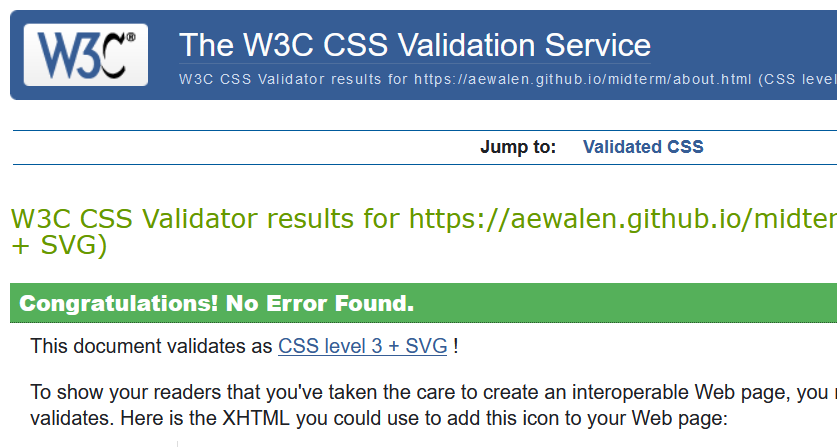 W3C®
The W3C CSS Validation Service
W3C CSS Validator results for https://aewalen.github.io/midterm/about.html (CSS level
Jump to: Validated CSS
W3C CSS Validator results for https://aewalen.github.io/midter
+ SVG)
Congratulations! No Error Found.
This document validates as CSS level 3 + SVG !
To show your readers that you've taken the care to create an interoperable Web page, you
validates. Here is the XHTML you could use to add this icon to your Web page: